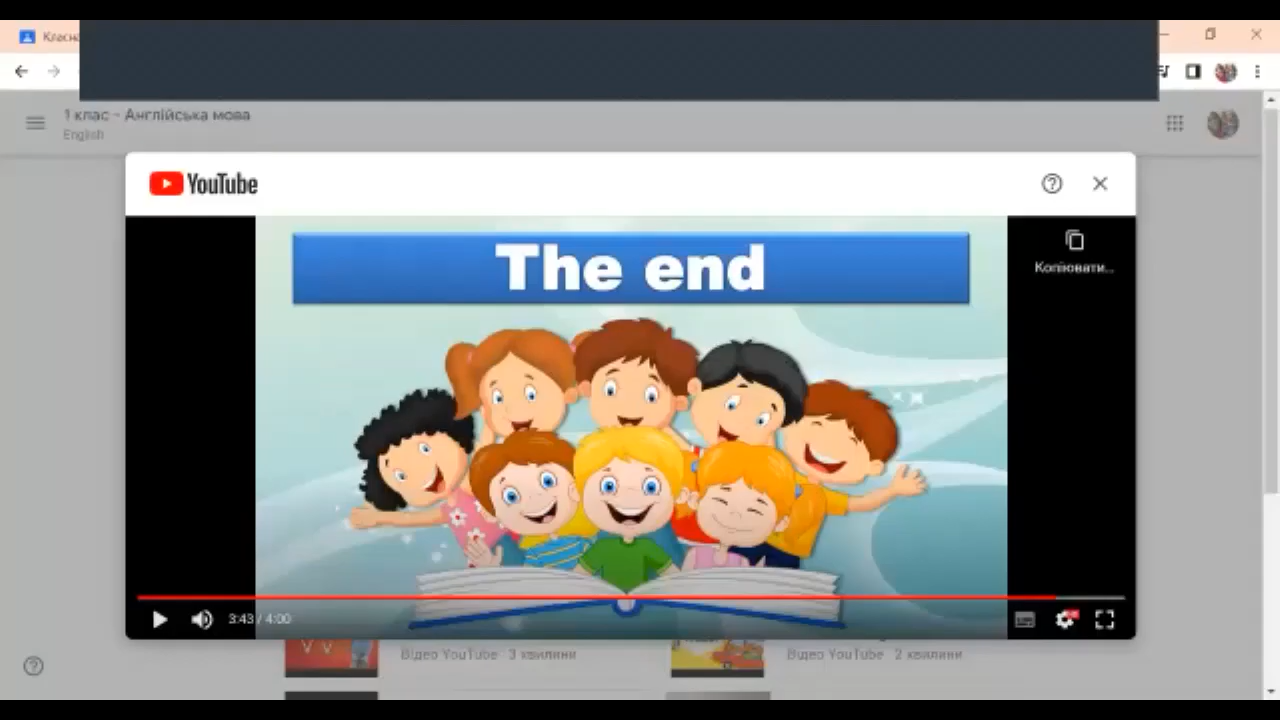 1 клас - Англійська мова
English
YouTube
The end
Копіювати...
3:43 / 4:00
Відео YouTube 3 хвилини
Відео YouTube 2 хвилини